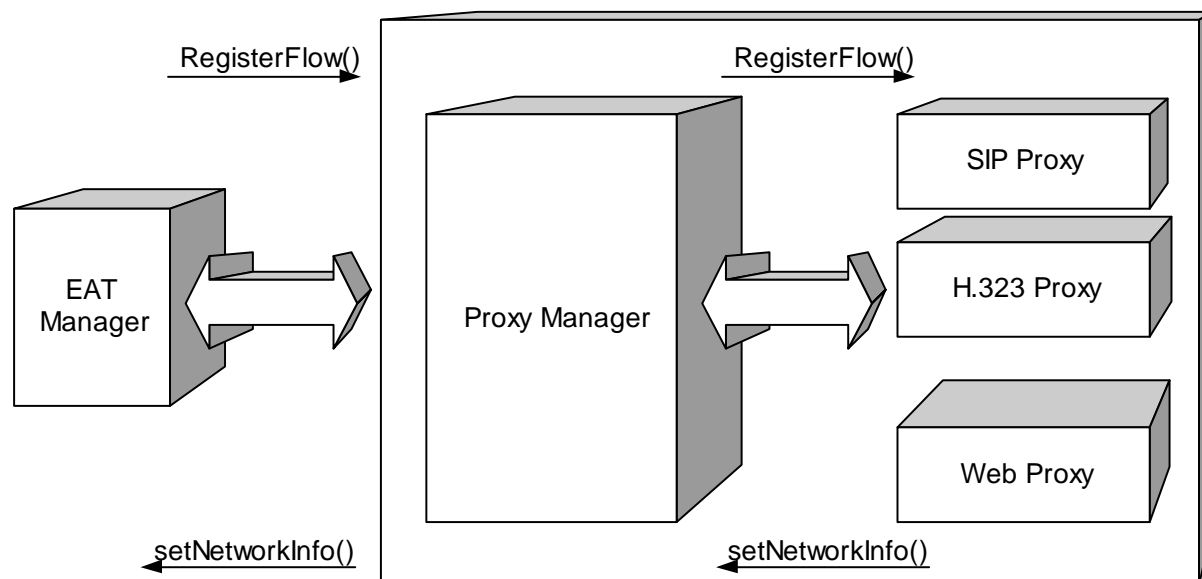 RegisterFlow()
RegisterFlow()
SIP Proxy
EAT
Manager
Proxy Manager
H.323 Proxy
Web Proxy
setNetworkInfo()
setNetworkInfo()